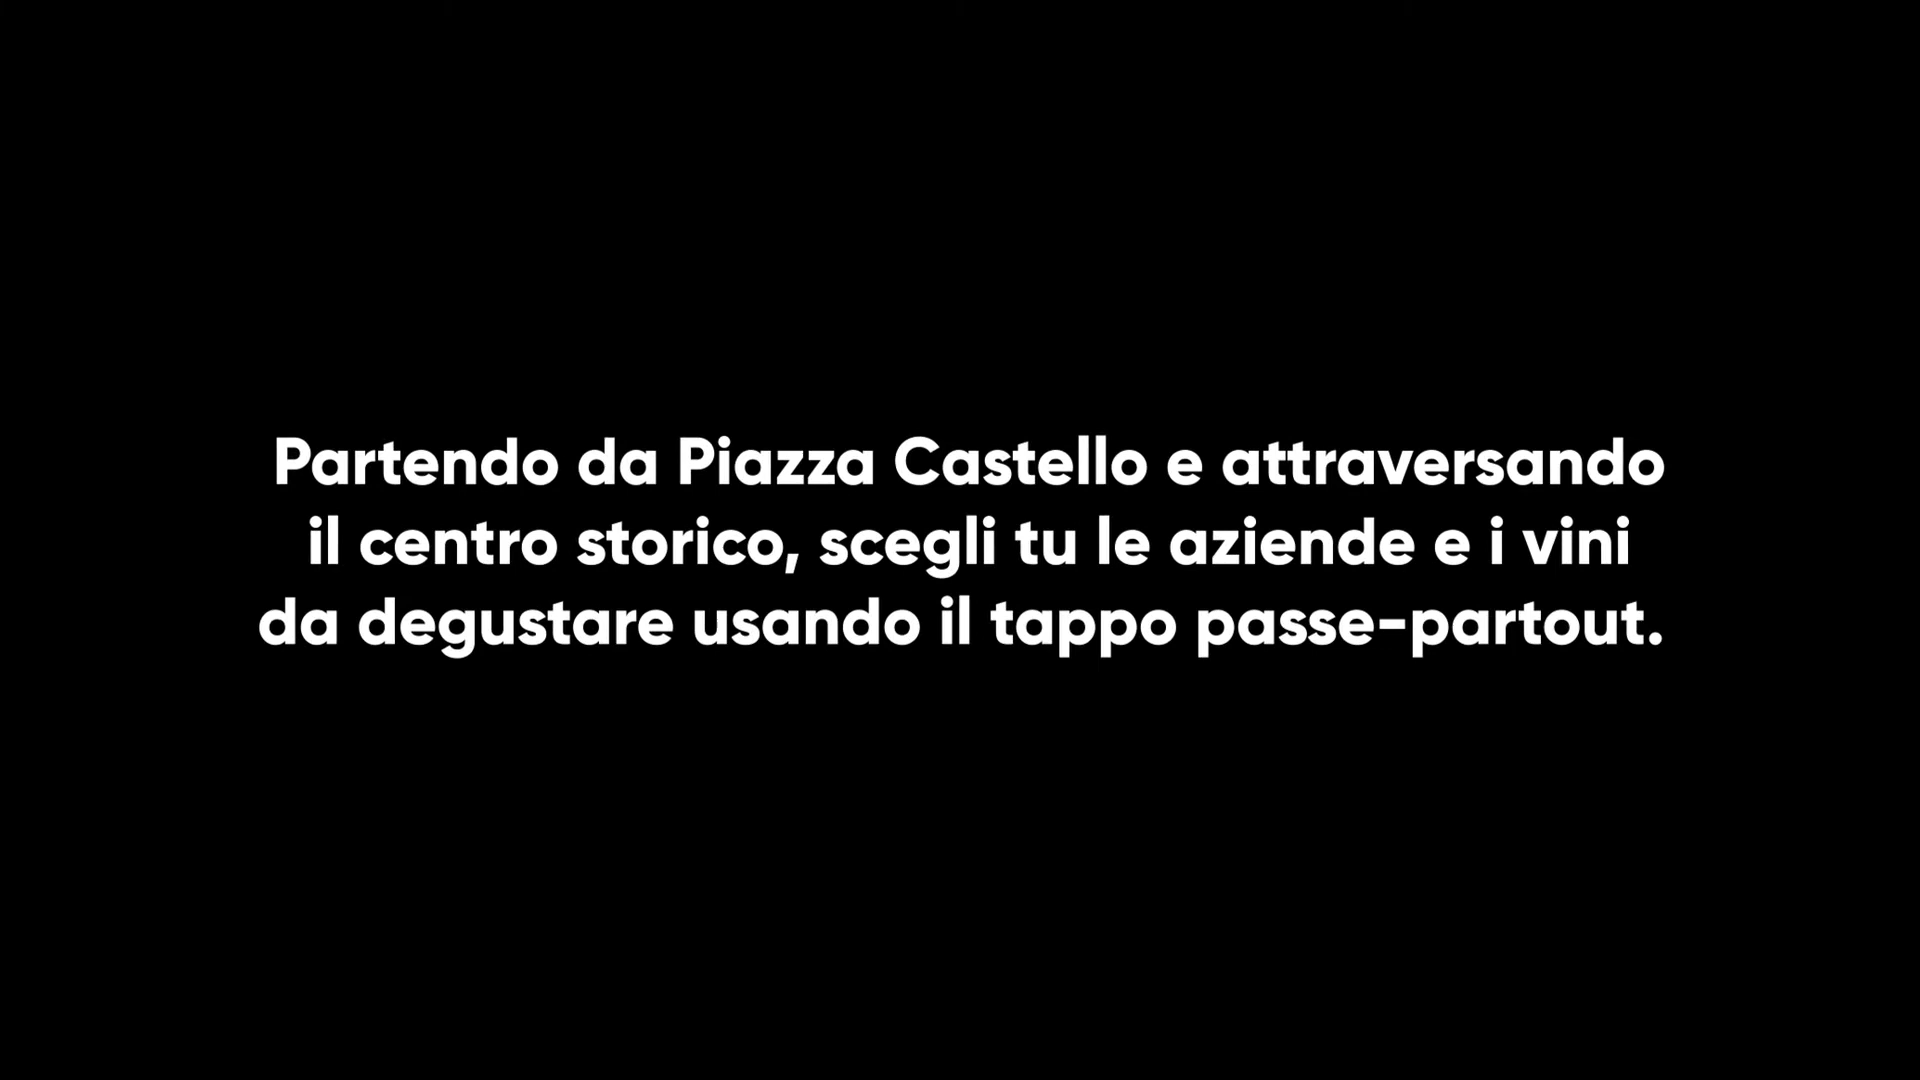 Partendo da Piazza Castello e attraversando
il centro storico, scegli tu le aziende e i vini
da degustare usando il tappo passe-partout.